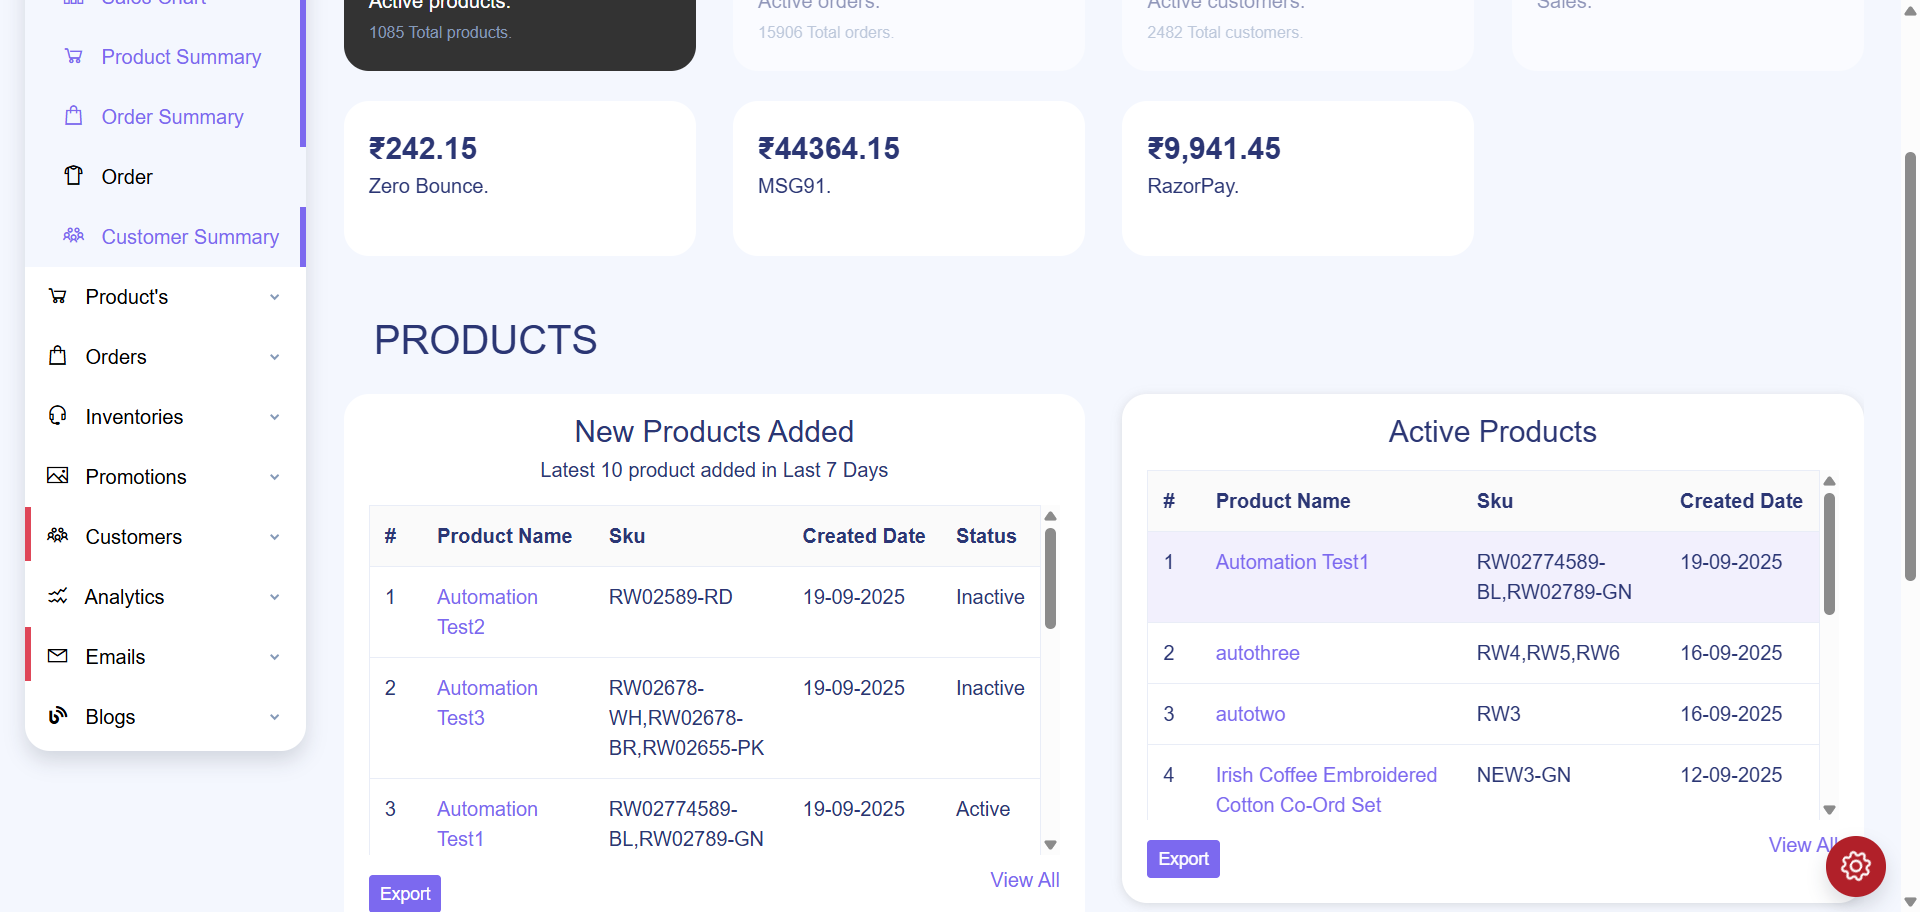 Sales Chart
Product Summary
Order Summary
Order
Customer Summary
Product's
Orders
Inventories
Promotions
Customers
Analytics
Emails
Blogs
Active products.
1085 Total products.
Active orders.
15906 Total orders.
Active customers.
2482 Total customers.
Sales.
₹242.15
Zero Bounce.
₹44364.15
MSG91.
₹9,941.45
RazorPay.
PRODUCTS
New Products Added
Latest 10 product added in Last 7 Days
# Product Name Sku Created Date Status
1 Automation RW02589-RD 19-09-2025 Inactive
Test2
2 Automation RW02678- 19-09-2025 Inactive
Test3 WH,RW02678-
BR,RW02655-PK
3 Automation RW02774589- 19-09-2025 Active
Test1 BL,RW02789-GN
View All
Export
Active Products
# Product Name Sku Created Date
1 Automation Test1 RW02774589- 19-09-2025
BL,RW02789-GN
2 autothree RW4,RW5,RW6 16-09-2025
3 autotwo RW3 16-09-2025
4 Irish Coffee Embroidered NEW3-GN 12-09-2025
Cotton Co-Ord Set
View All
Export